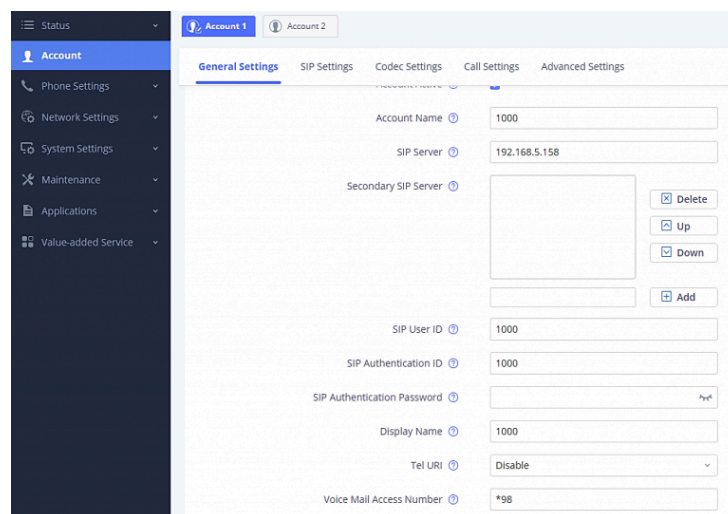 Status
Account 1
Account 2
Account
General Settings
SIP Settings
Codec Settings
Call Settings
Advanced Settings
Phone Settings
Network Settings
System Settings
Maintenance
Applications
Value-added Service
Account Active
Account Name
1000
SIP Server
192.168.5.158
Secondary SIP Server
Delete
Up
Down
Add
SIP User ID
1000
SIP Authentication ID
1000
SIP Authentication Password
Display Name
1000
Tel URI
Disable
Voice Mail Access Number
*98